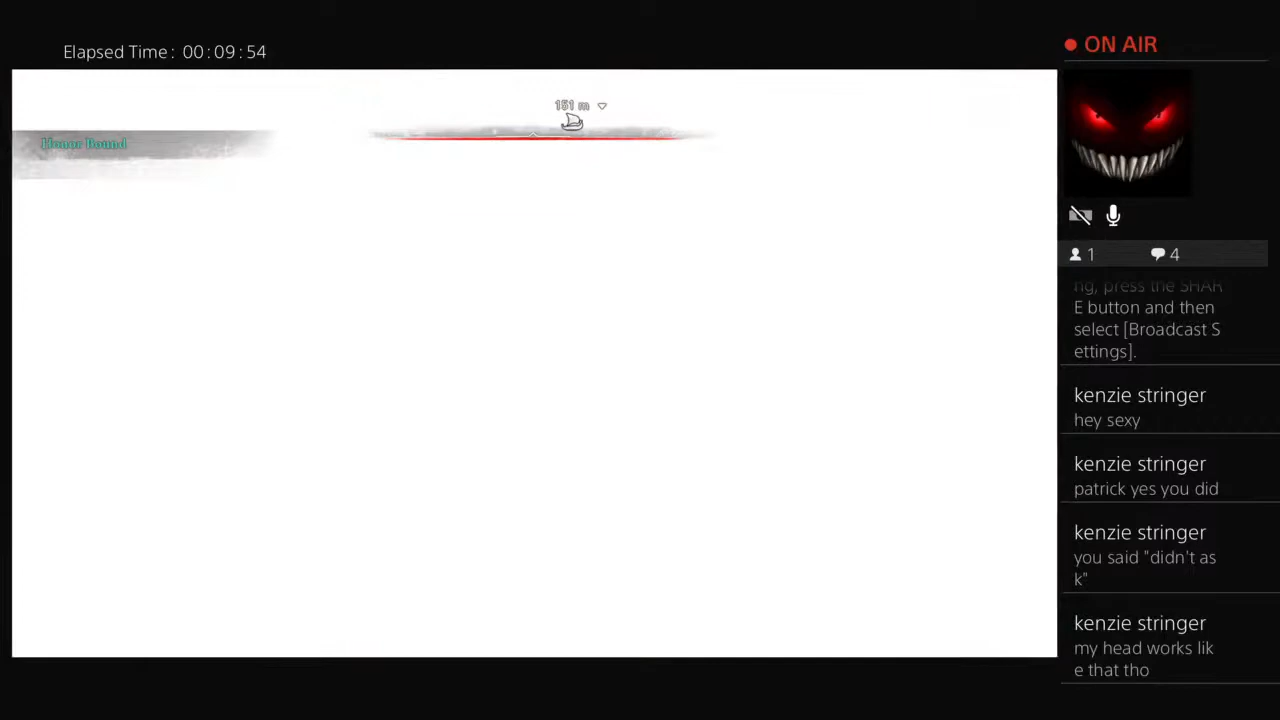 Elapsed Time: 00:09:54
ON AIR
151 m
Honor Bound
1
4
ng, press the SHAR
E button and then
select [Broadcast S
ettings].
kenzie stringer
hey sexy
kenzie stringer
patrick yes you did
kenzie stringer
you said "didn't as
k"
kenzie stringer
my head works lik
e that tho